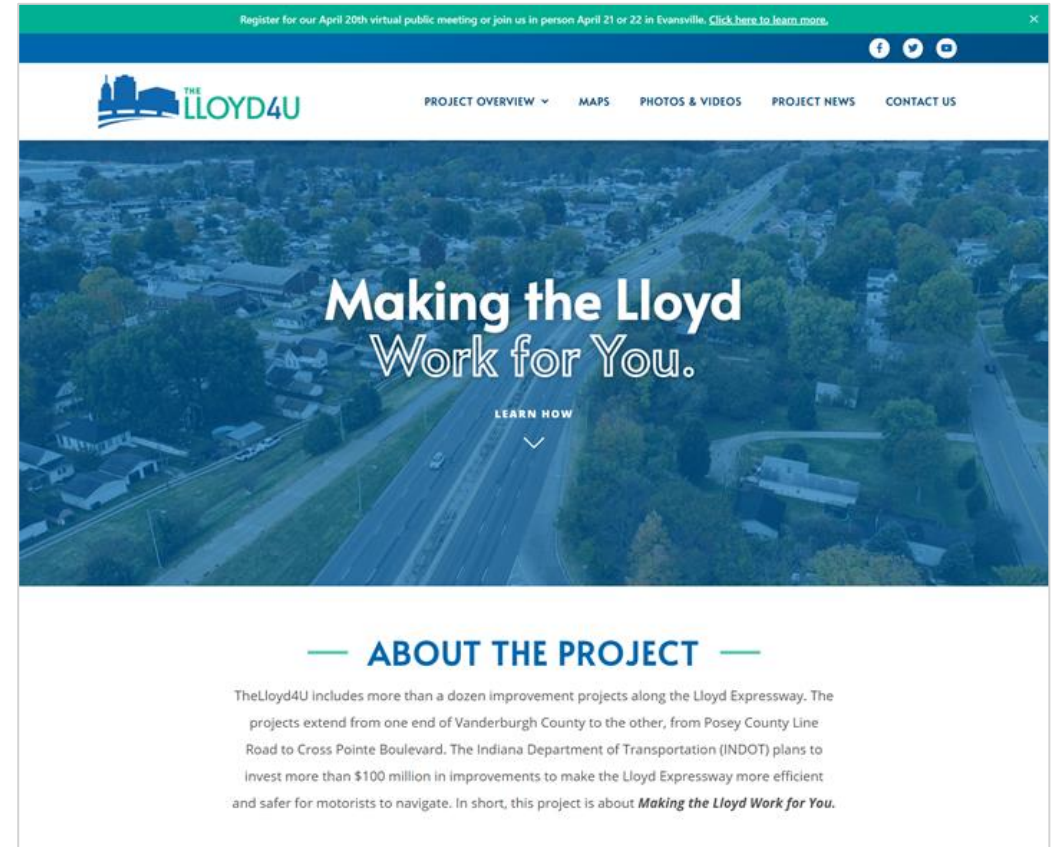 Register for our April 20th virtual public meeting or join us in person April 21 or 22 in Evansville. Click here to learn more.
THE
LLOYD4U
PROJECT OVERVIEW
MAPS
PHOTOS & VIDEOS
PROJECT NEWS
CONTACT US
Making the Lloyd
Work for You.
LEARN HOW
ABOUT THE PROJECT
TheLloyd4U includes more than a dozen improvement projects along the Lloyd Expressway. The
projects extend from one end of Vanderburgh County to the other, from Posey County Line
Road to Cross Pointe Boulevard. The Indiana Department of Transportation (INDOT) plans to
invest more than $100 million in improvements to make the Lloyd Expressway more efficient
and safer for motorists to navigate. In short, this project is about Making the Lloyd Work for You.